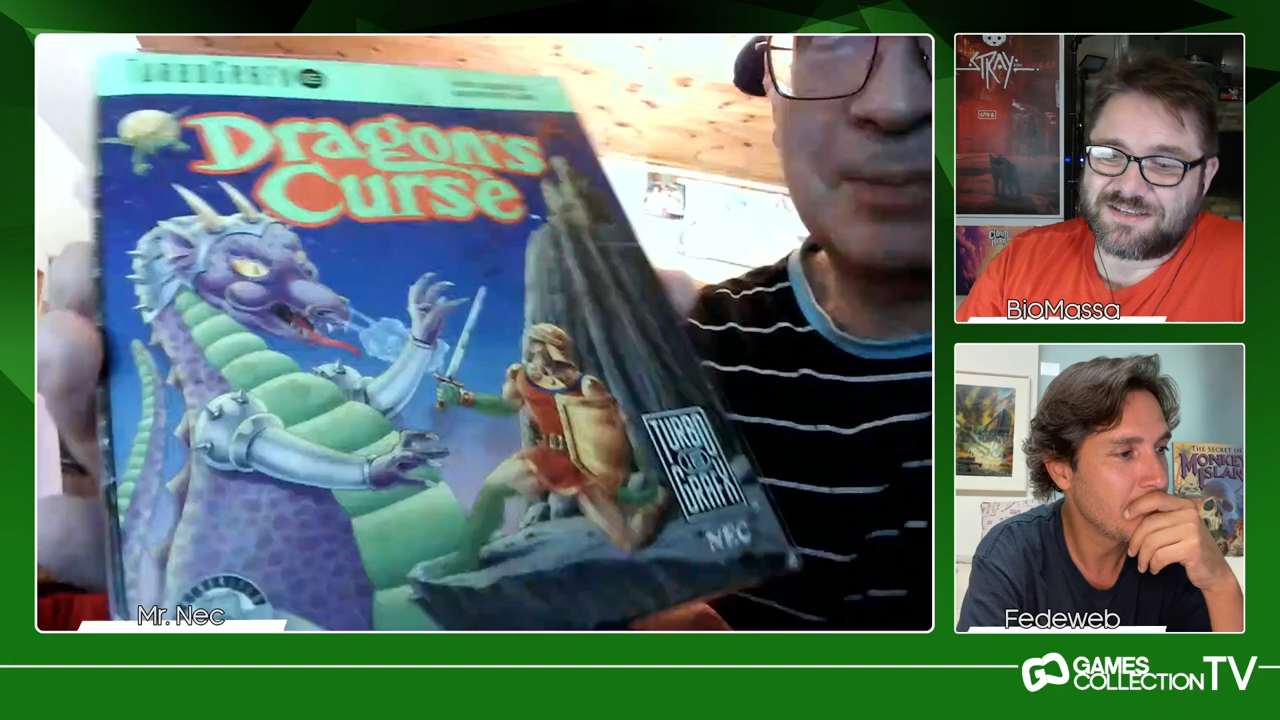 TURBOGRAFX
Dragon's
Curse
TURBO
GRAFX
NEC
Mr. Nec
STRAY
BioMassa
THE SECRET OF
MONKEY
ISLAND
Fedeweb
GAMES
COLLECTION TV